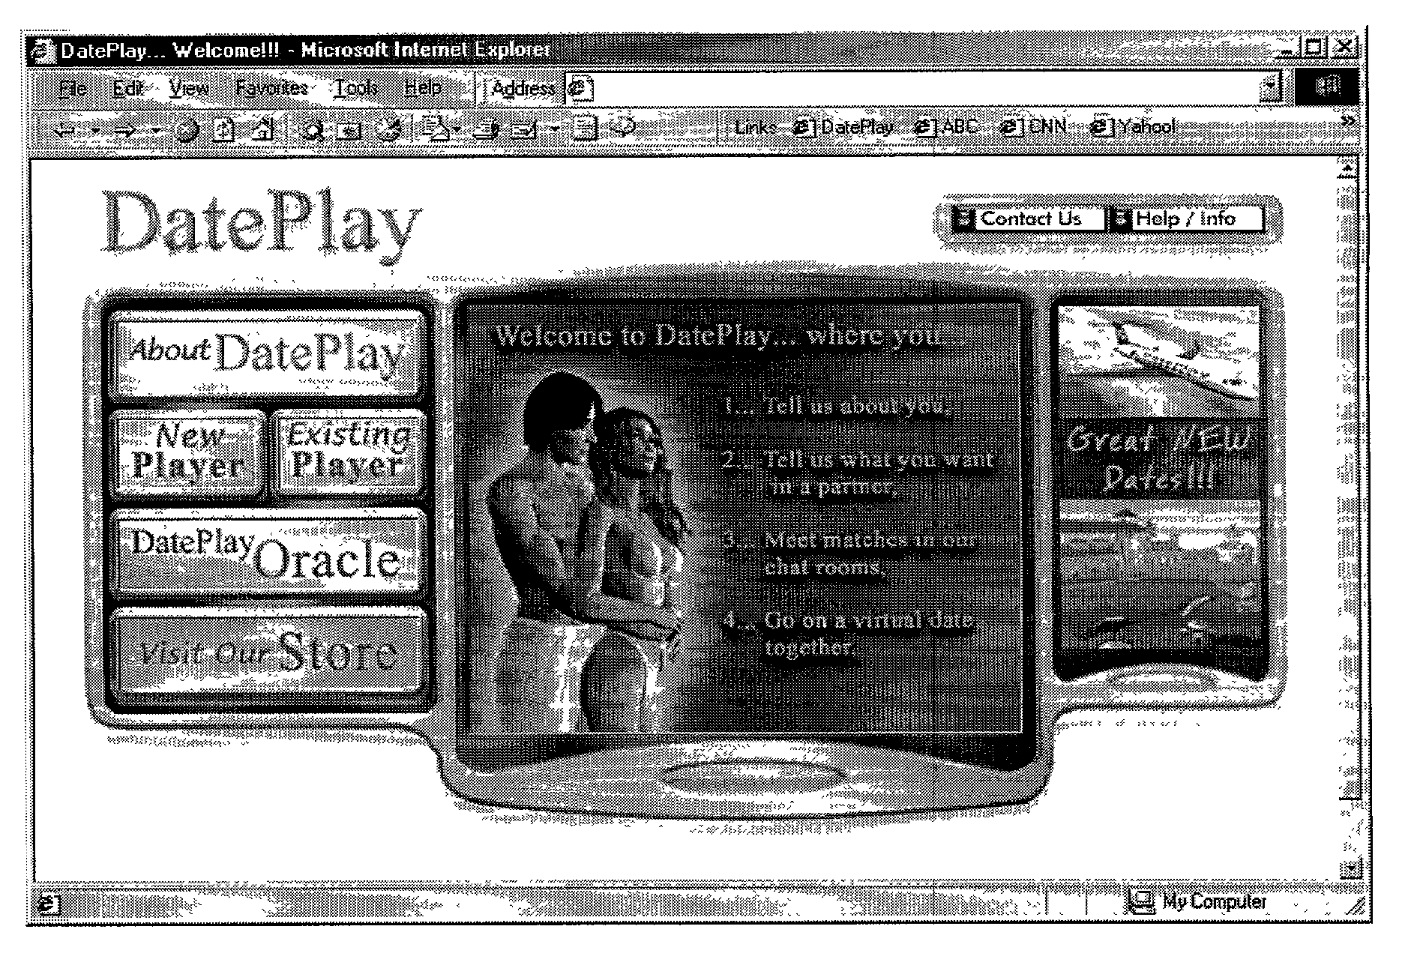 DatePlay... Welcome!!! - Microsoft Internet Explorer
File Edit View Favorites Tools Help Address
Links DatePlay ABC CNN Yahoo! »
DatePlay
Contact Us Help / Info
About DatePlay
New Player
Existing Player
DatePlay Oracle
Visit Our Store
Welcome to DatePlay... where you
1... Tell us about you,
2... Tell us what you want
in a partner,
3... Meet matches in our
chat rooms,
4... Go on a virtual date
together.
Great NEW
Dates!!!
My Computer